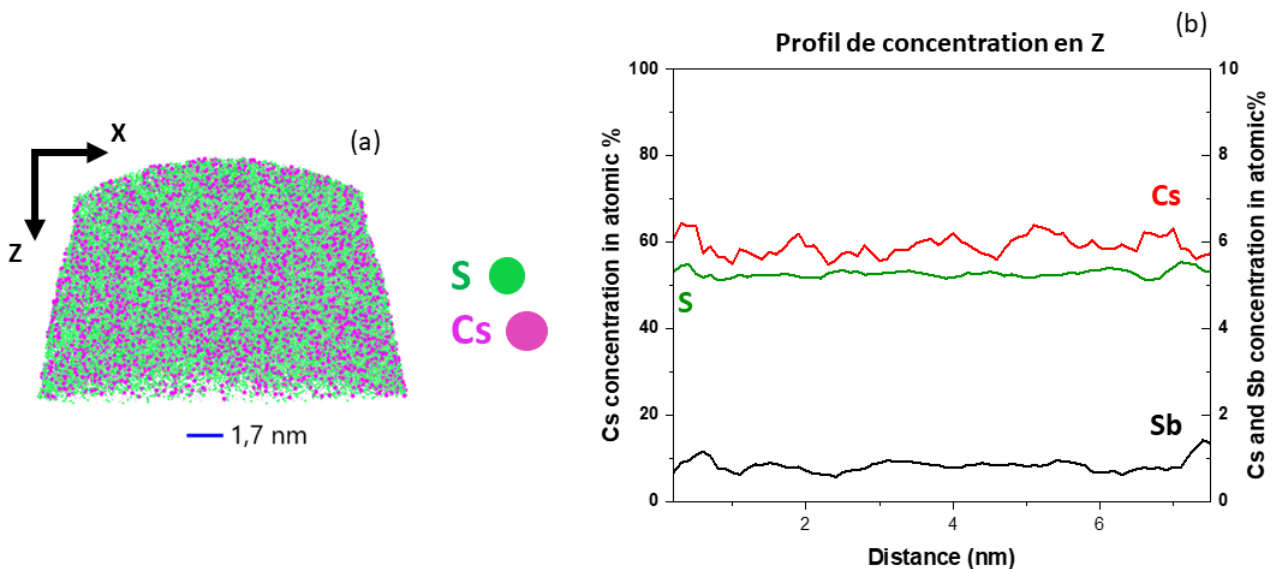 (a)
X
Z
S
Cs
1,7 nm
(b)
Profil de concentration en Z
Cs concentration in atomic %
100
80
60
40
20
0
Cs
S
Sb
10
8
6
4
2
0
Cs and Sb concentration in atomic%
2
4
6
Distance (nm)